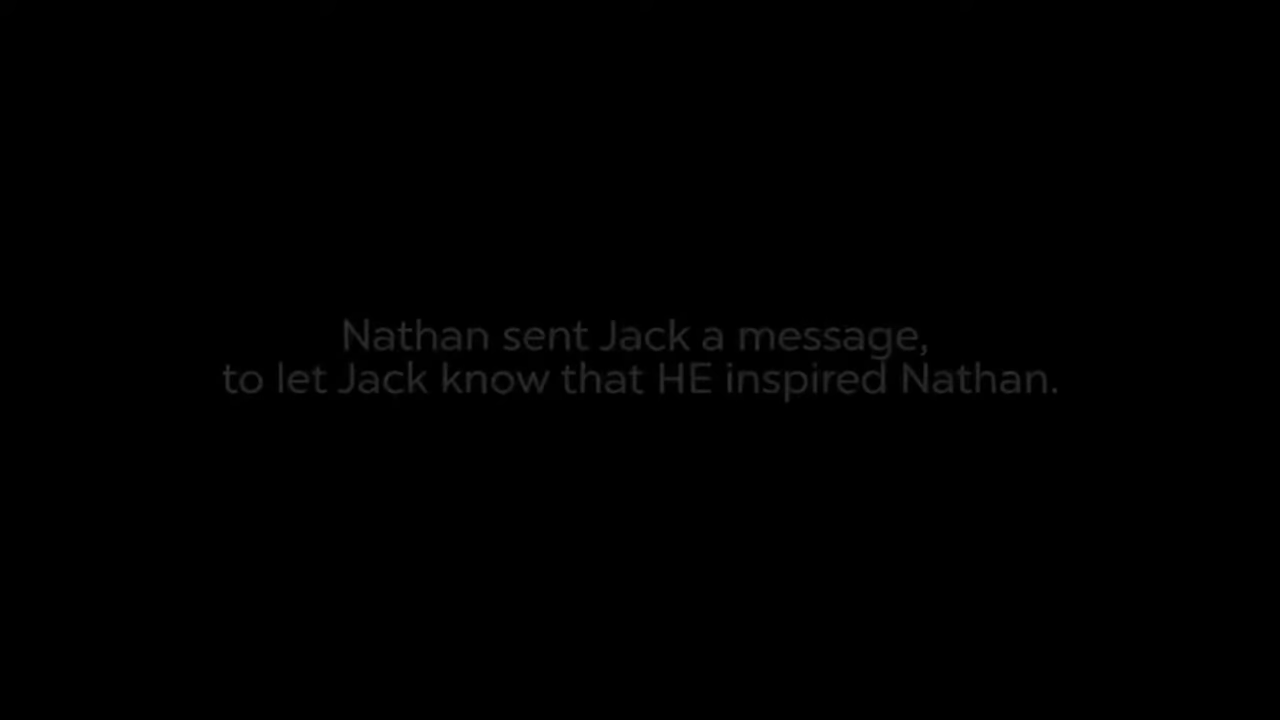 Nathan sent Jack a message,
to let Jack know that HE inspired Nathan.